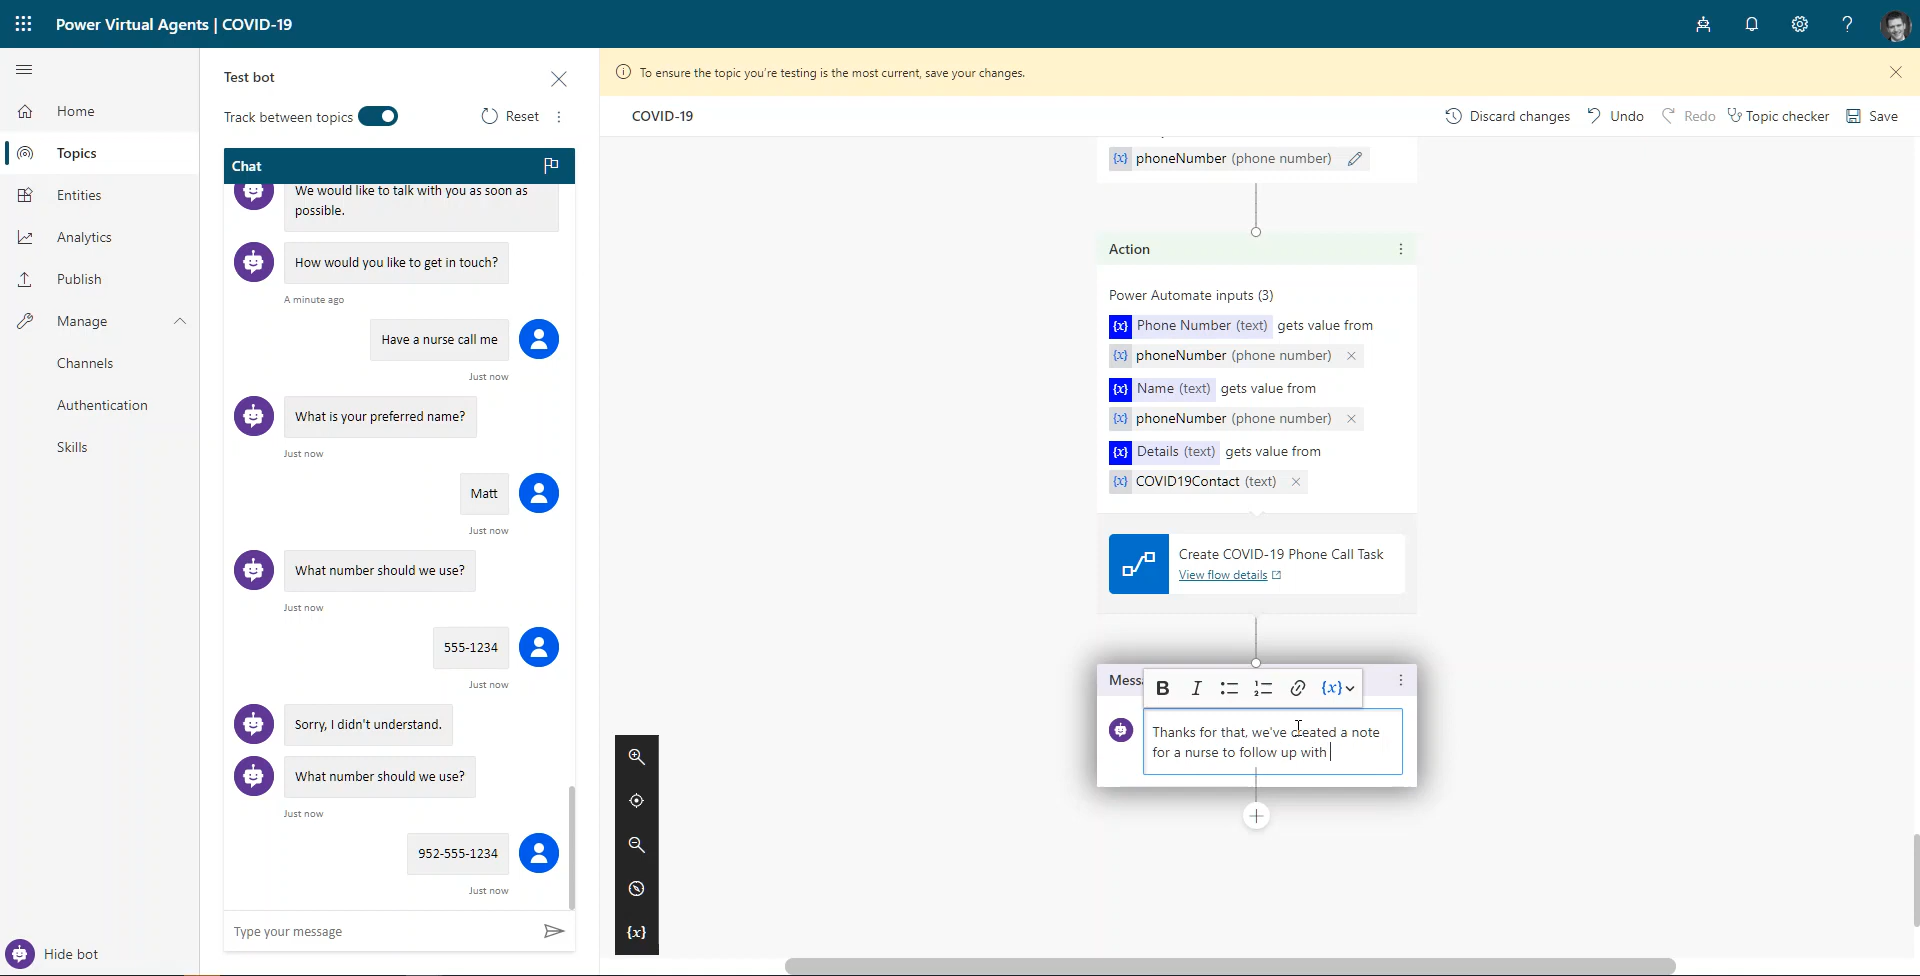 Power Virtual Agents | COVID-19
Home
Topics
Entities
Analytics
Publish
Manage
Channels
Authentication
Skills
Hide bot
Test bot
Track between topics
Reset
Chat
We would like to talk with you as soon as
possible.
How would you like to get in touch?
A minute ago
Have a nurse call me
Just now
What is your preferred name?
Just now
Matt
Just now
What number should we use?
Just now
555-1234
Just now
Sorry, I didn't understand.
What number should we use?
Just now
952-555-1234
Just now
Type your message
To ensure the topic you're testing is the most current, save your changes.
COVID-19
Discard changes
Undo
Redo
Topic checker
Save
{x} phoneNumber (phone number)
Action
Power Automate inputs (3)
{x} Phone Number (text) gets value from
{x} phoneNumber (phone number)
{x} Name (text) gets value from
{x} phoneNumber (phone number)
{x} Details (text) gets value from
{x} COVID19Contact (text)
Create COVID-19 Phone Call Task
View flow details
Messa
B I {x}
Thanks for that, we've created a note
for a nurse to follow up with
{x}